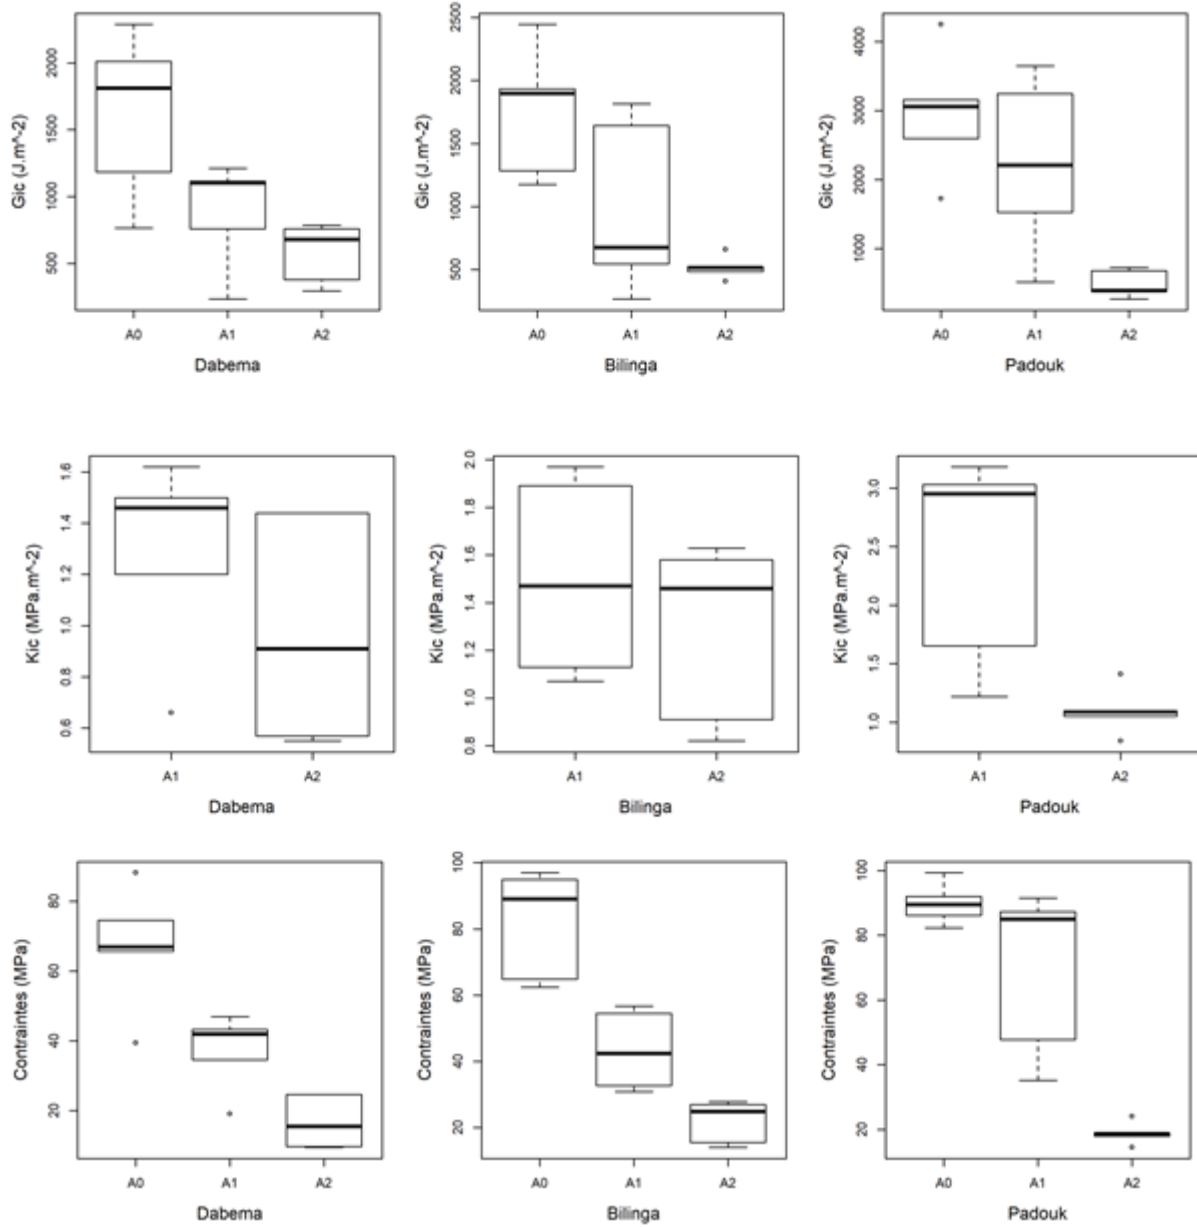 Gic (J.m^-2)
500 1000 1500 2000
A0 A1 A2
Dabema
Gic (J.m^-2)
500 1000 1500 2000 2500
A0 A1 A2
Bilinga
Gic (J.m^-2)
1000 2000 3000 4000
A0 A1 A2
Padouk
Kic (MPa.m^-2)
0.6 0.8 1.0 1.2 1.4 1.6
A1 A2
Dabema
Kic (MPa.m^-2)
0.8 1.0 1.2 1.4 1.6 1.8 2.0
A1 A2
Bilinga
Kic (MPa.m^-2)
1.0 1.5 2.0 2.5 3.0
A1 A2
Padouk
Contraintes (MPa)
20 40 60 80
A0 A1 A2
Dabema
Contraintes (MPa)
20 40 60 80 100
A0 A1 A2
Bilinga
Contraintes (MPa)
20 40 60 80 100
A0 A1 A2
Padouk